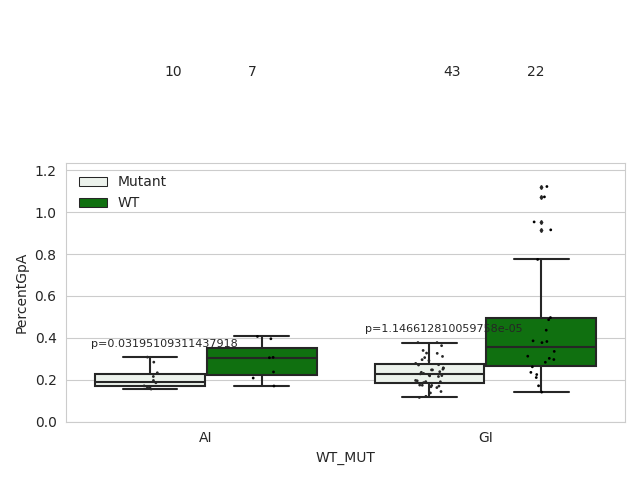 10 7 43 22
1.2
Mutant
WT
1.0
0.8
0.6
p=1.146612810059758e-05
0.4
p=0.03195109311437918
0.2
0.0
PercentGpA
AI GI
WT_MUT